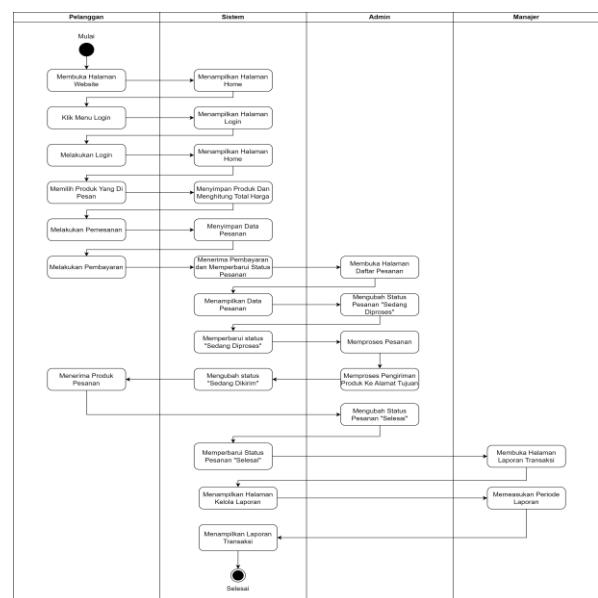 Pelanggan
Sistem
Admin
Manajer
Mulai
Membuka Halaman
Website
Menampilkan Halaman
Home
Klik Menu Login
Menampilkan Halaman
Login
Melakukan Login
Menampilkan Halaman
Home
Memilih Produk Yang Di
Pesan
Menyimpan Produk Dan
Menghitung Total Harga
Melakukan Pemesanan
Menyimpan Data
Pesanan
Melakukan Pembayaran
Menerima Pembayaran
dan Memperbarui Status
Pesanan
Membuka Halaman
Daftar Pesanan
Menampilkan Data
Pesanan
Mengubah Status
Pesanan "Sedang
Diproses"
Memperbarui status
"Sedang Diproses"
Memproses Pesanan
Menerima Produk
Pesanan
Mengubah status
"Sedang Dikirim"
Memproses Pengiriman
Produk Ke Alamat Tujuan
Mengubah Status
Pesanan "Selesai"
Memperbarui Status
Pesanan "Selesai"
Membuka Halaman
Laporan Transaksi
Menampilkan Halaman
Kelola Laporan
Memeasukan Periode
Laporan
Menampilkan Laporan
Transaksi
Selesai